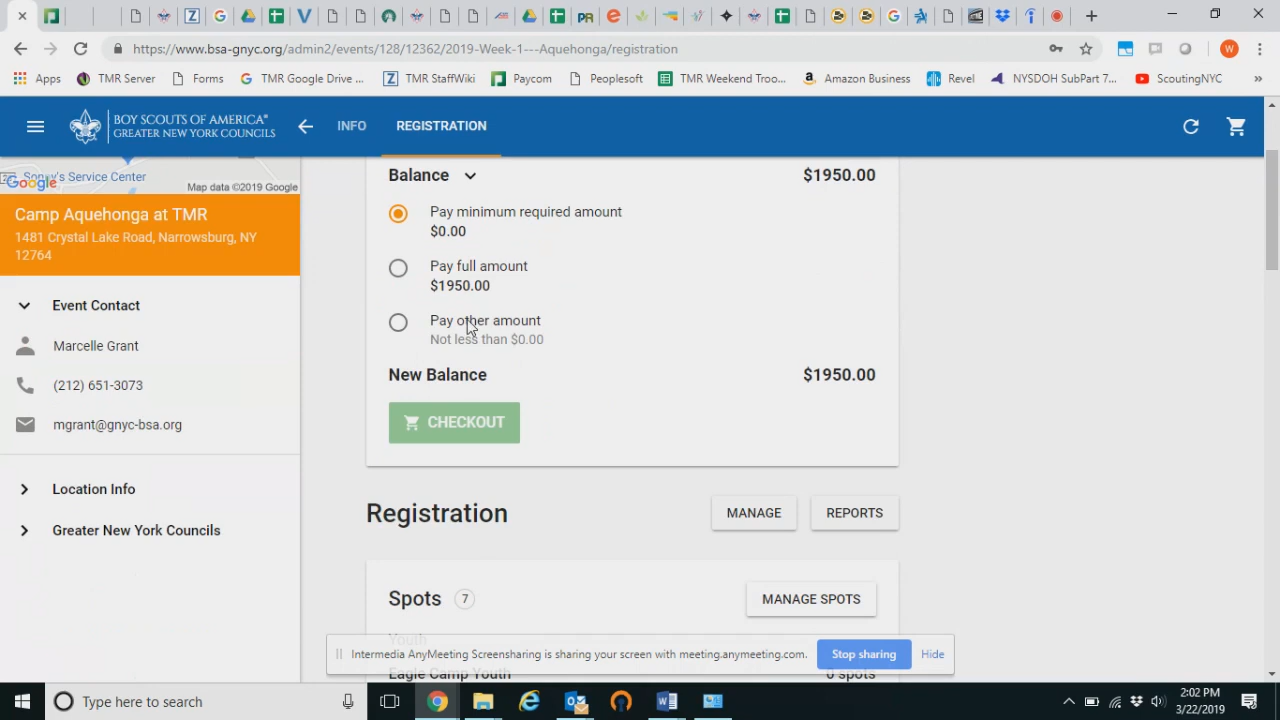 https://www.bsa-gnyc.org/admin2/events/128/12362/2019-Week-1---Aquehonga/registration
W
Apps TMR Server Forms TMR Google Drive ... TMR StaffWiki Paycom Peoplesoft TMR Weekend Troo... Amazon Business Revel NYSDOH SubPart 7... ScoutingNYC »
BOY SCOUTS OF AMERICA®
GREATER NEW YORK COUNCILS
INFO REGISTRATION
Sonny's Service Center
Google
Map data ©2019 Google
Camp Aquehonga at TMR
1481 Crystal Lake Road, Narrowsburg, NY
12764
Event Contact
Marcelle Grant
(212) 651-3073
mgrant@gnyc-bsa.org
Location Info
Greater New York Councils
Balance $1950.00
Pay minimum required amount
$0.00
Pay full amount
$1950.00
Pay other amount
Not less than $0.00
New Balance $1950.00
CHECKOUT
Registration MANAGE REPORTS
Spots 7 MANAGE SPOTS
Youth
Eagle Camp Youth 0 spots
Intermedia AnyMeeting Screensharing is sharing your screen with meeting.anymeeting.com. Stop sharing Hide
Type here to search
2:02 PM
3/22/2019